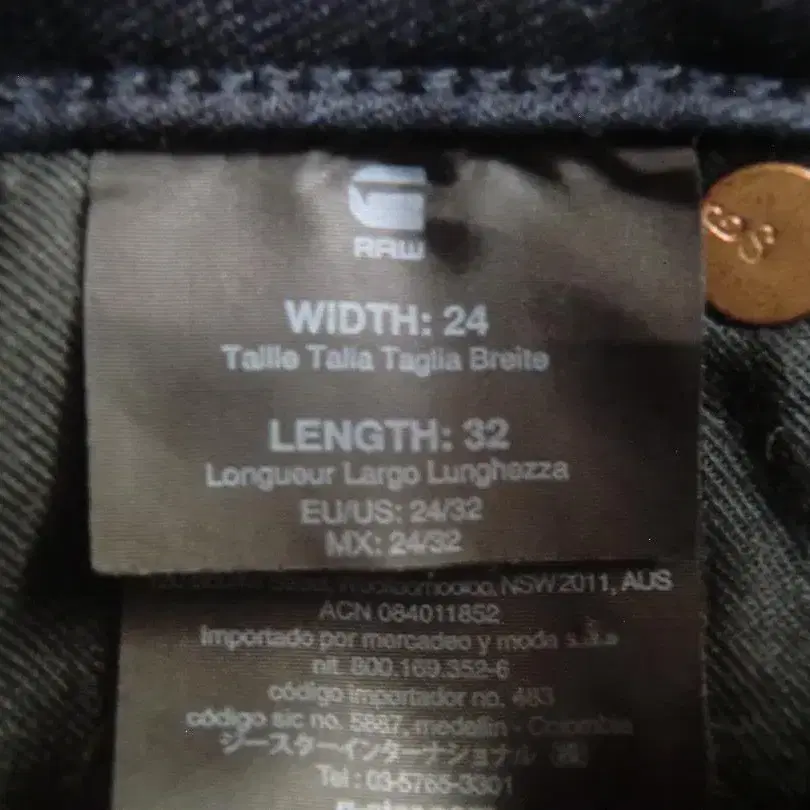 RAW
WIDTH: 24
Taille Talla Taglia Breite
LENGTH: 32
Longueur Largo Lunghezza
EU/US: 24/32
MX: 24/32
NSW 2011, AUS
ACN 084011852
Importado por mercadeo y moda
nit. 800.169.352-6
código importador no. 483
código sic no. 5887, medellin - Colombia
ジースターインターナショナル (株)
Tel : 03-5765-3301
GS